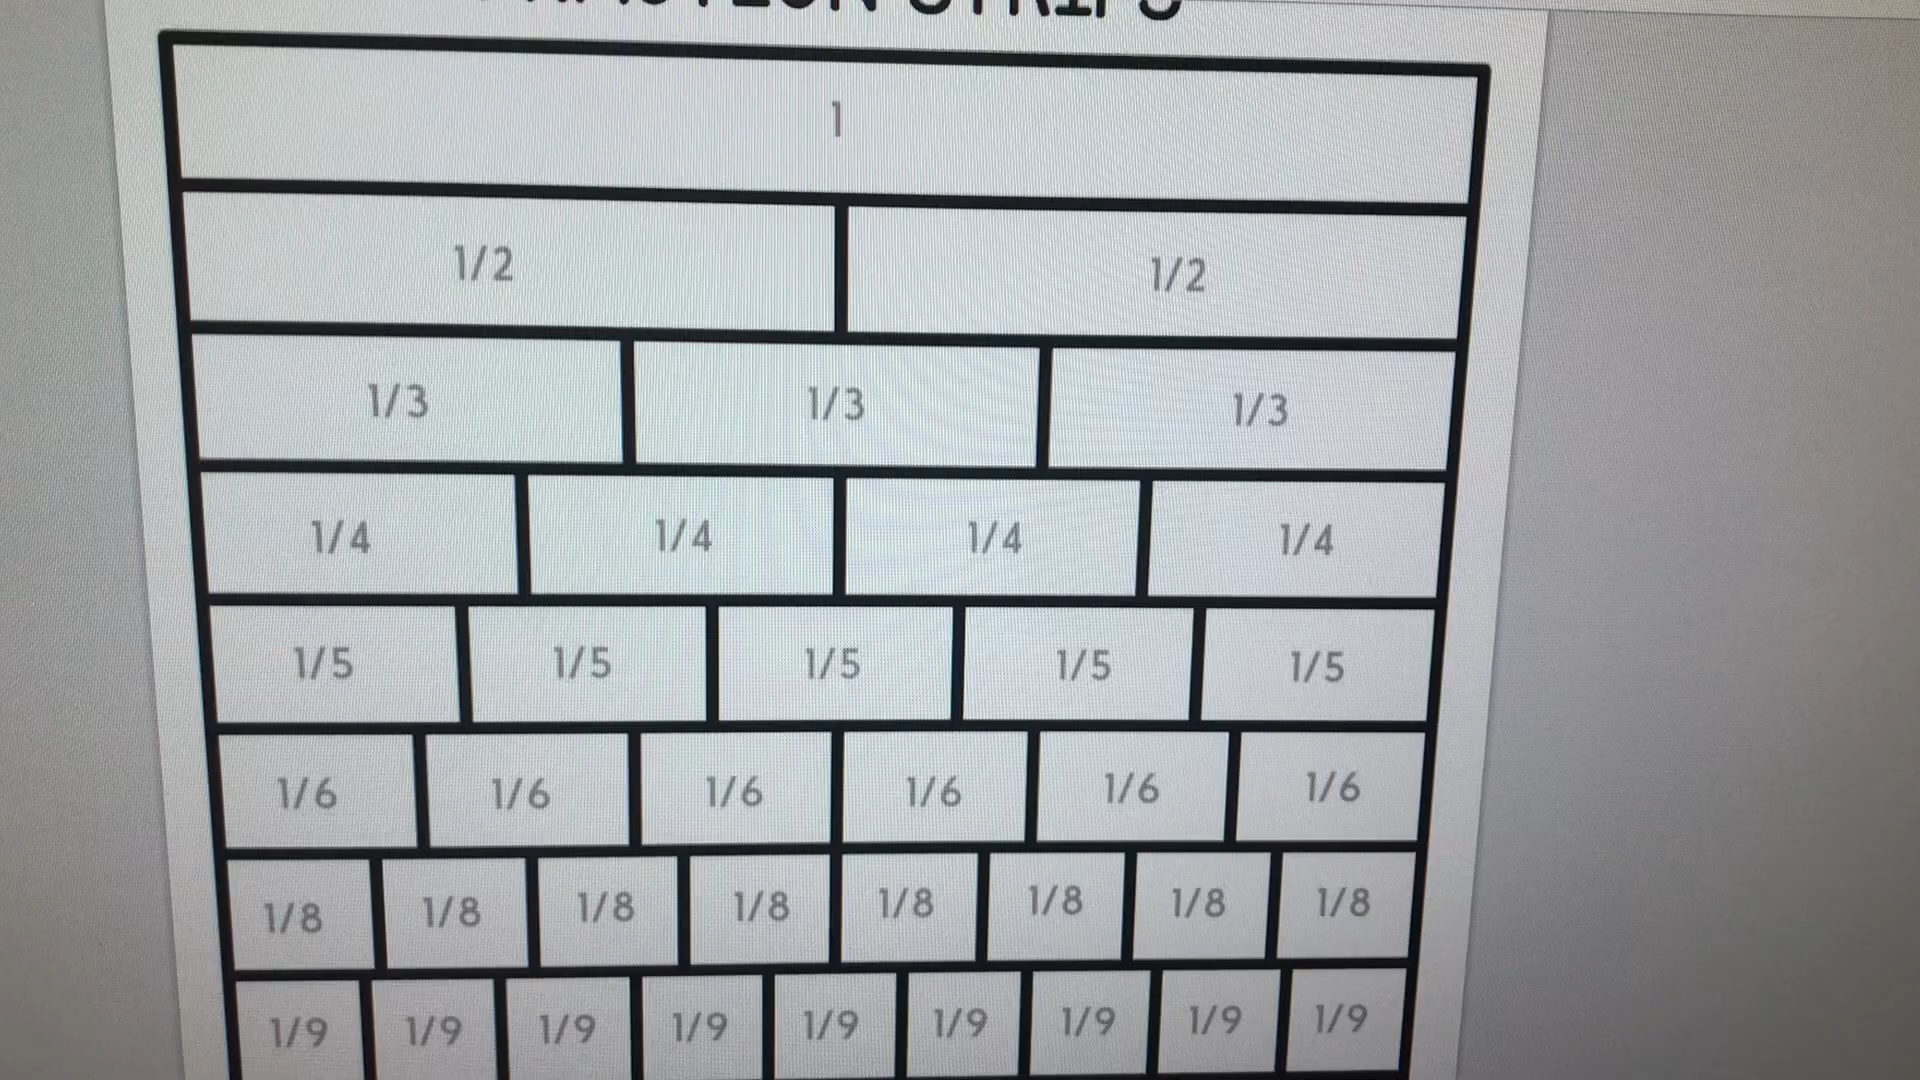 FRACTION STRIPS
1
1/2 1/2
1/3 1/3 1/3
1/4 1/4 1/4 1/4
1/5 1/5 1/5 1/5 1/5
1/6 1/6 1/6 1/6 1/6 1/6
1/8 1/8 1/8 1/8 1/8 1/8 1/8 1/8
1/9 1/9 1/9 1/9 1/9 1/9 1/9 1/9 1/9